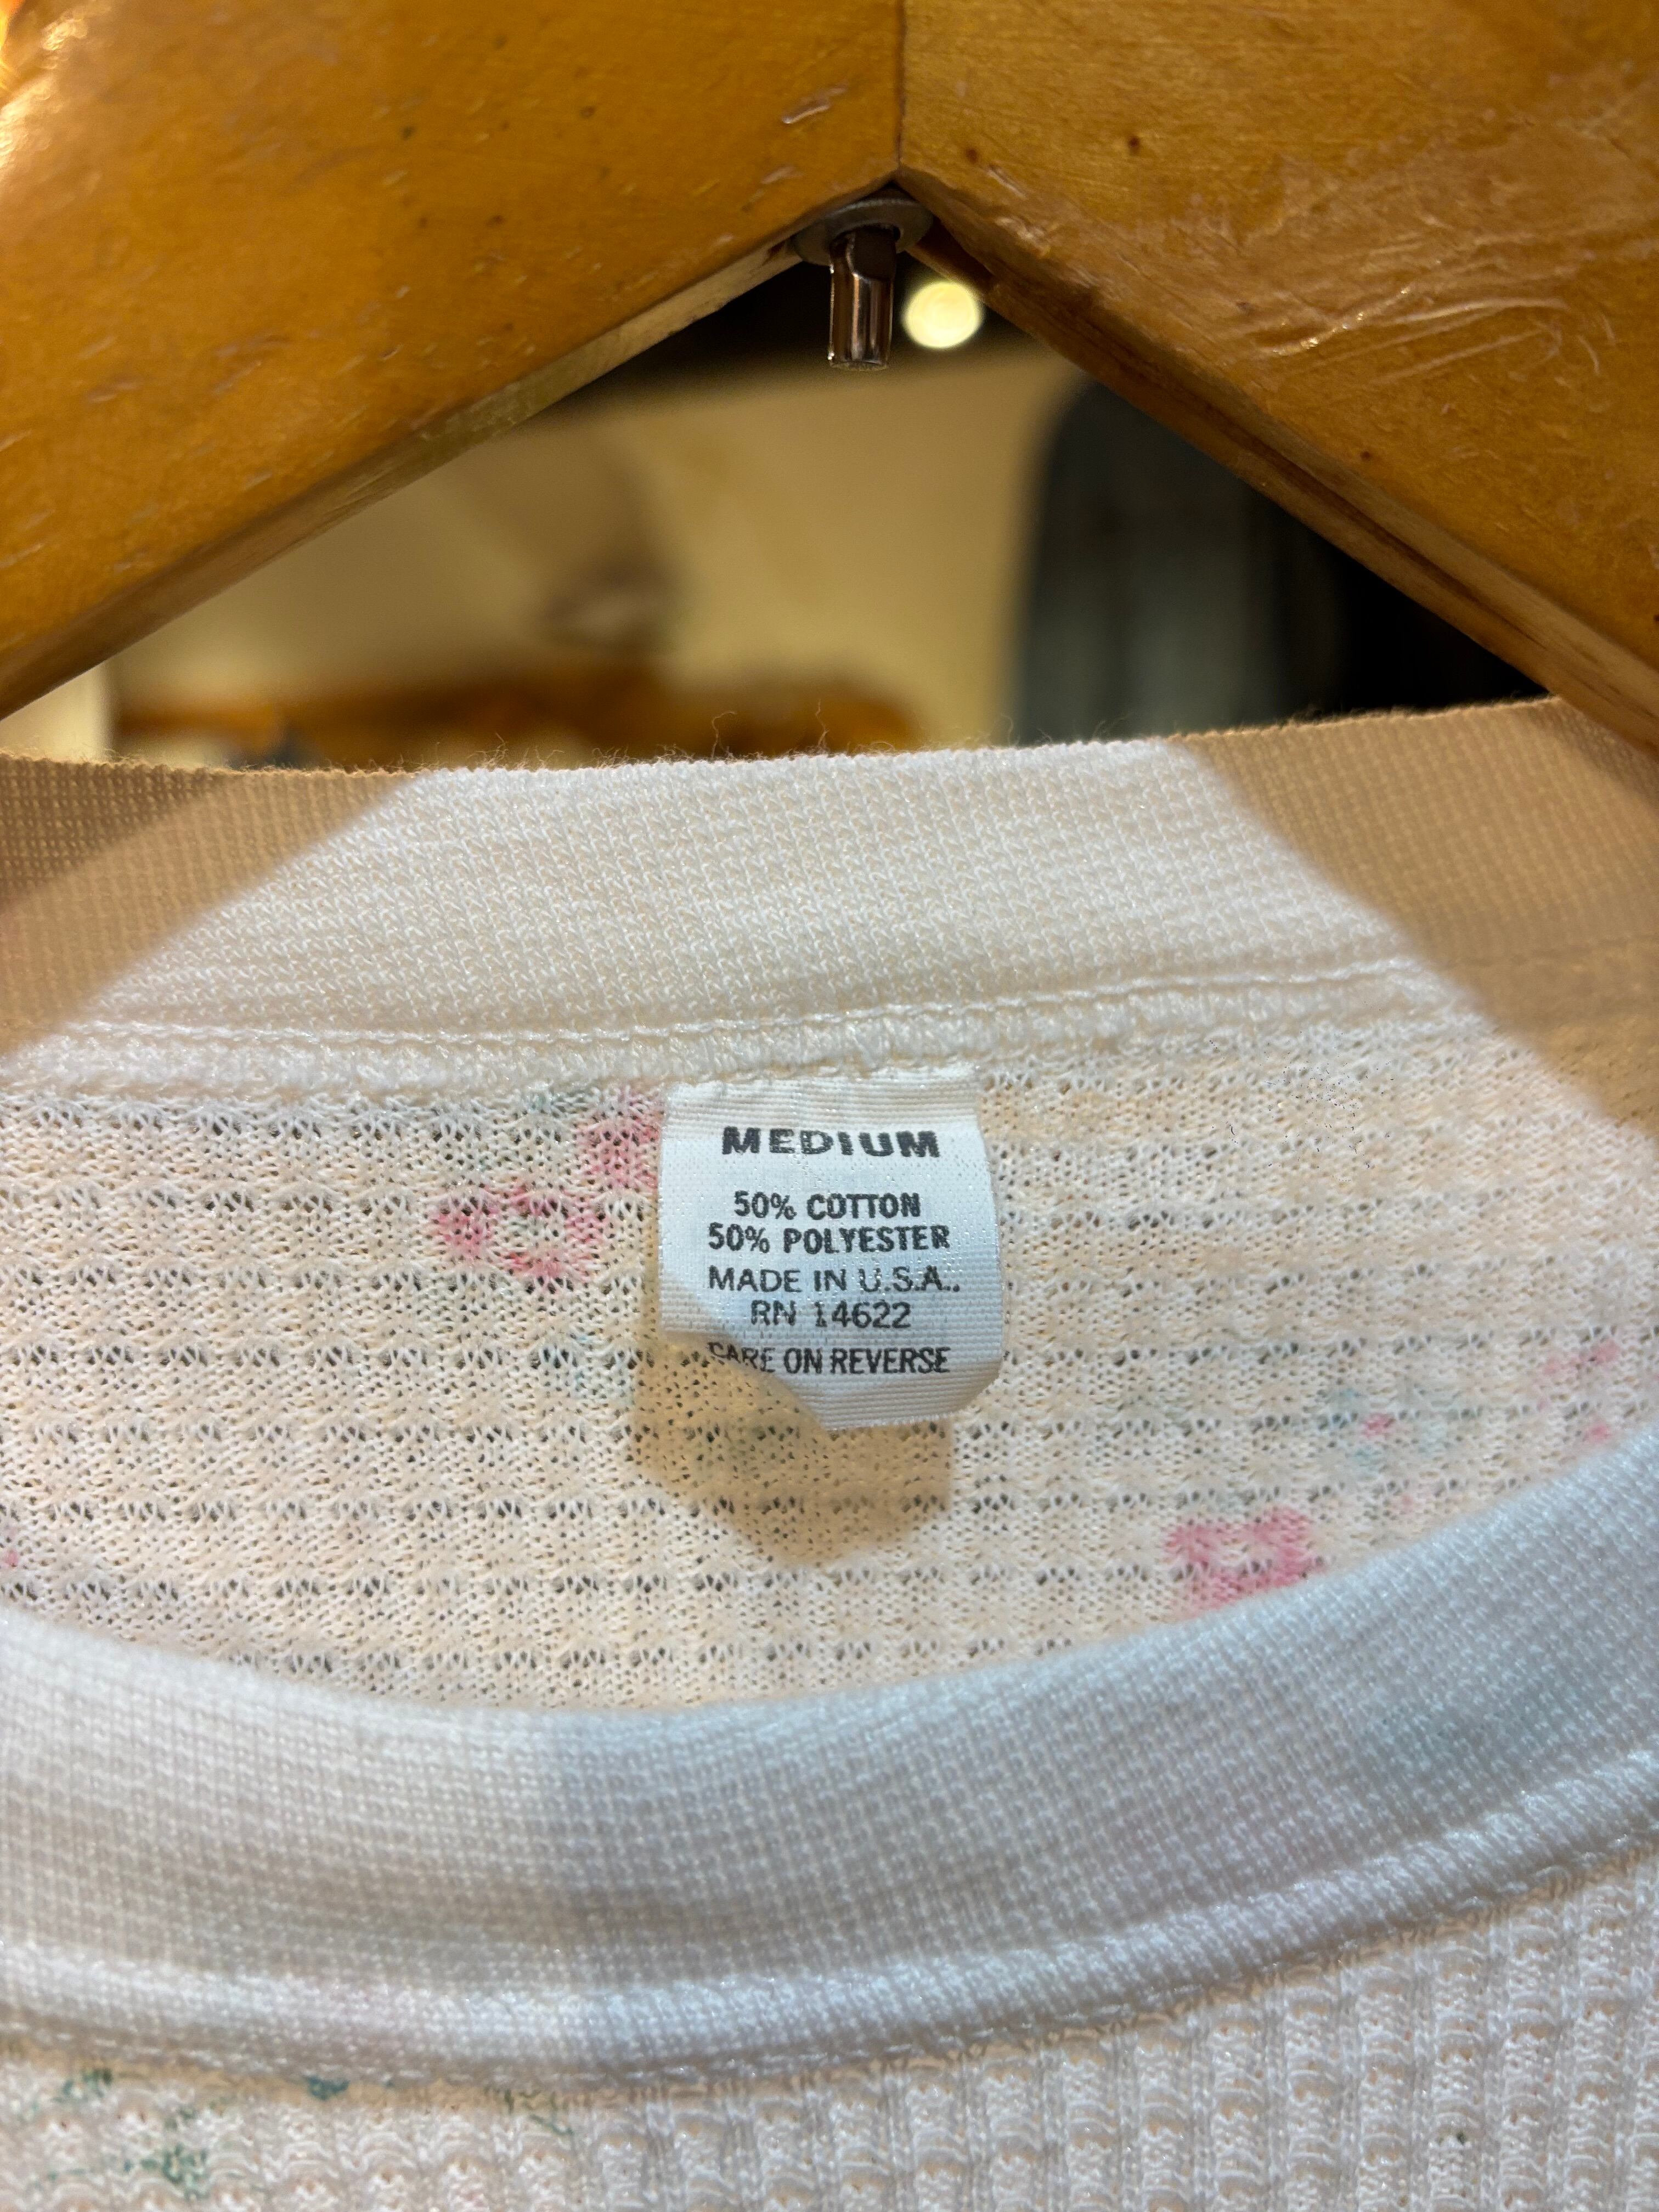 MEDIUM
50% COTTON
50% POLYESTER
MADE IN U.S.A..
RN 14622
CARE ON REVERSE